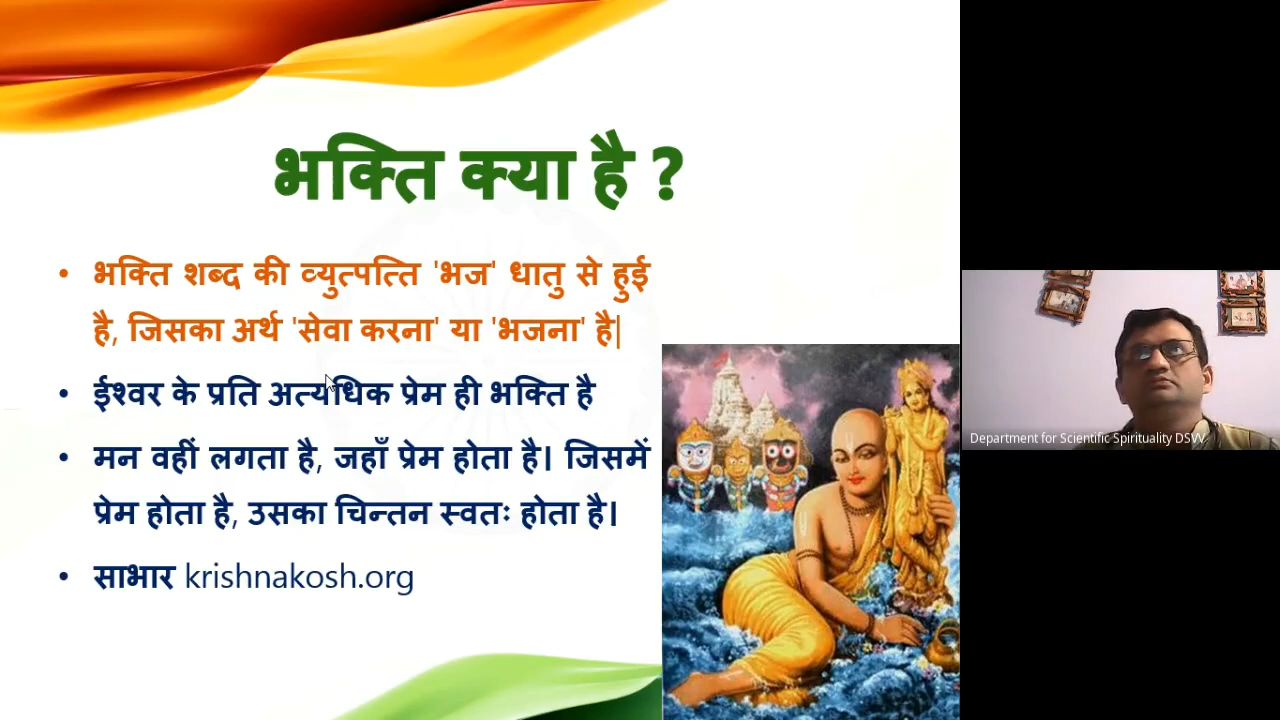 भक्ति क्या है ?
• भक्ति शब्द की व्युत्पत्ति 'भज' धातु से हुई
है, जिसका अर्थ 'सेवा करना' या 'भजना' है|
• ईश्वर के प्रति अत्यधिक प्रेम ही भक्ति है
• मन वहीं लगता है, जहाँ प्रेम होता है। जिसमें
प्रेम होता है, उसका चिन्तन स्वतः होता है।
• साभार krishnakosh.org
Department for Scientific Spirituality DSVV